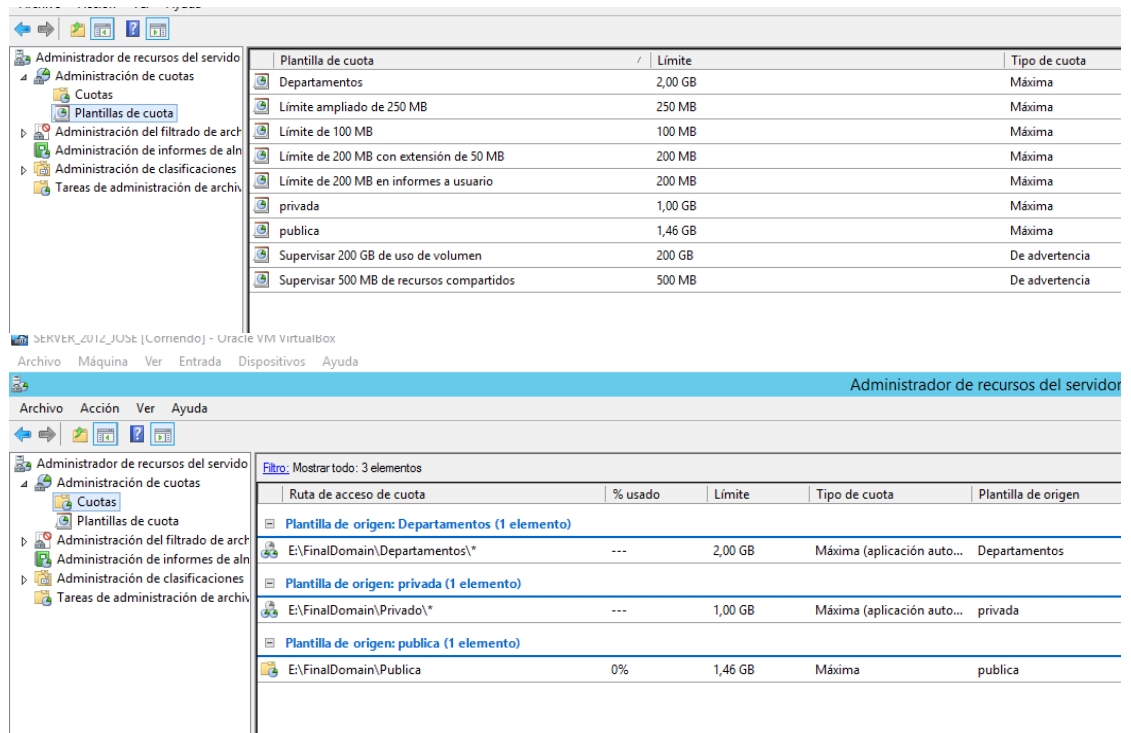 Archivo Acción Ver Ayuda
Administrador de recursos del servido
Administración de cuotas
Cuotas
Plantillas de cuota
Administración del filtrado de arch
Administración de informes de aln
Administración de clasificaciones
Tareas de administración de archiv
Plantilla de cuota Límite Tipo de cuota
Departamentos 2,00 GB Máxima
Límite ampliado de 250 MB 250 MB Máxima
Límite de 100 MB 100 MB Máxima
Límite de 200 MB con extensión de 50 MB 200 MB Máxima
Límite de 200 MB en informes a usuario 200 MB Máxima
privada 1,00 GB Máxima
publica 1,46 GB Máxima
Supervisar 200 GB de uso de volumen 200 GB De advertencia
Supervisar 500 MB de recursos compartidos 500 MB De advertencia
SERVER_2012_JOSE [Corriendo] - Oracle VM VirtualBox
Archivo Máquina Ver Entrada Dispositivos Ayuda
Administrador de recursos del servidor
Archivo Acción Ver Ayuda
Administrador de recursos del servido
Administración de cuotas
Cuotas
Plantillas de cuota
Administración del filtrado de arch
Administración de informes de aln
Administración de clasificaciones
Tareas de administración de archiv
Filtro: Mostrar todo: 3 elementos
Ruta de acceso de cuota % usado Límite Tipo de cuota Plantilla de origen
Plantilla de origen: Departamentos (1 elemento)
E:\FinalDomain\Departamentos\* --- 2,00 GB Máxima (aplicación auto... Departamentos
Plantilla de origen: privada (1 elemento)
E:\FinalDomain\Privado\* --- 1,00 GB Máxima (aplicación auto... privada
Plantilla de origen: publica (1 elemento)
E:\FinalDomain\Publica 0% 1,46 GB Máxima publica